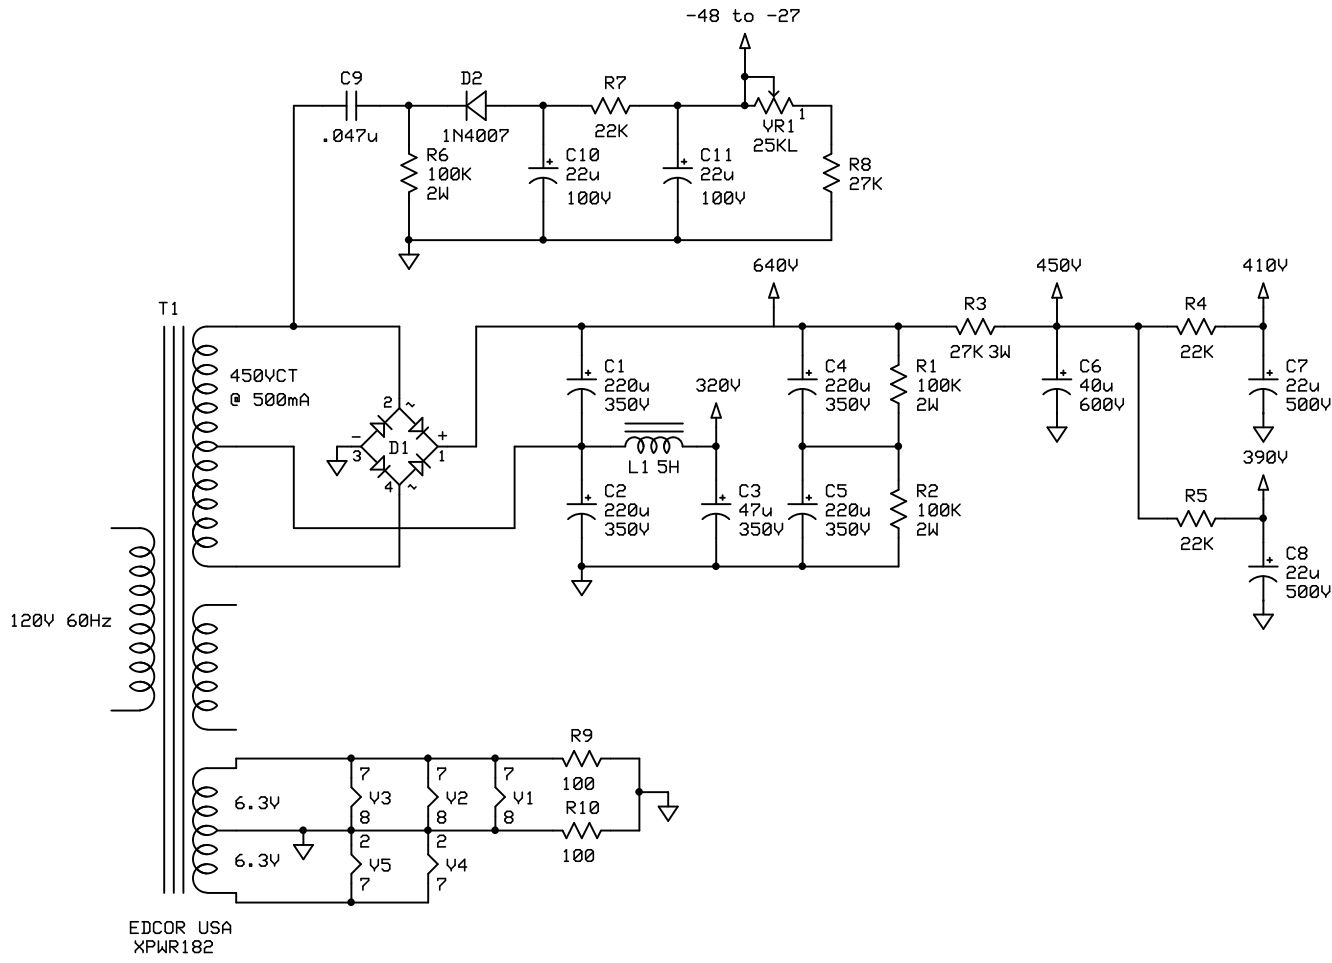 -48 to -27
C9
.047u
D2
1N4007
R7
22K
VR1
1
25KL
R6
100K
2W
C10
22u
100V
C11
22u
100V
R8
27K
640V
450V
410V
T1
450VCT
@ 500mA
2
~
-
3
D1
+
1
4
~
C1
220u
350V
320V
L1 5H
C2
220u
350V
C3
47u
350V
C4
220u
350V
C5
220u
350V
R1
100K
2W
R2
100K
2W
R3
27K 3W
C6
40u
600V
R4
22K
C7
22u
500V
390V
R5
22K
C8
22u
500V
120V 60Hz
6.3V
6.3V
7
V3
8
7
V2
8
7
V1
8
2
V5
7
2
V4
7
R9
100
R10
100
EDCOR USA
XPWR182